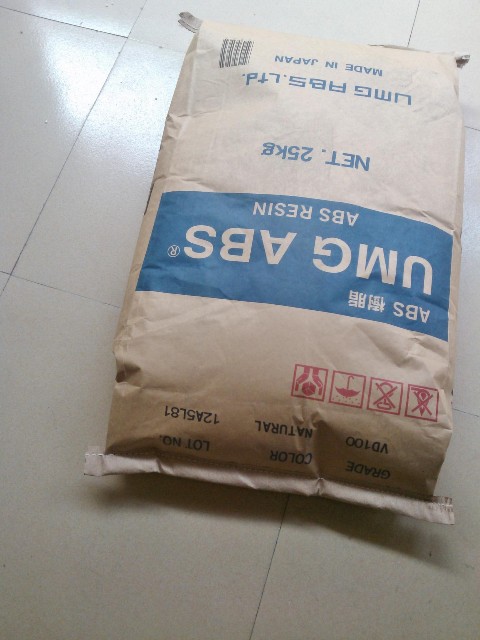 GRADE COLOR LOT NO.
VD100 NATURAL 12A5L81
ABS 樹脂
UMG ABS®
ABS RESIN
NET. 25kg
UMG ABS.Ltd.
MADE IN JAPAN